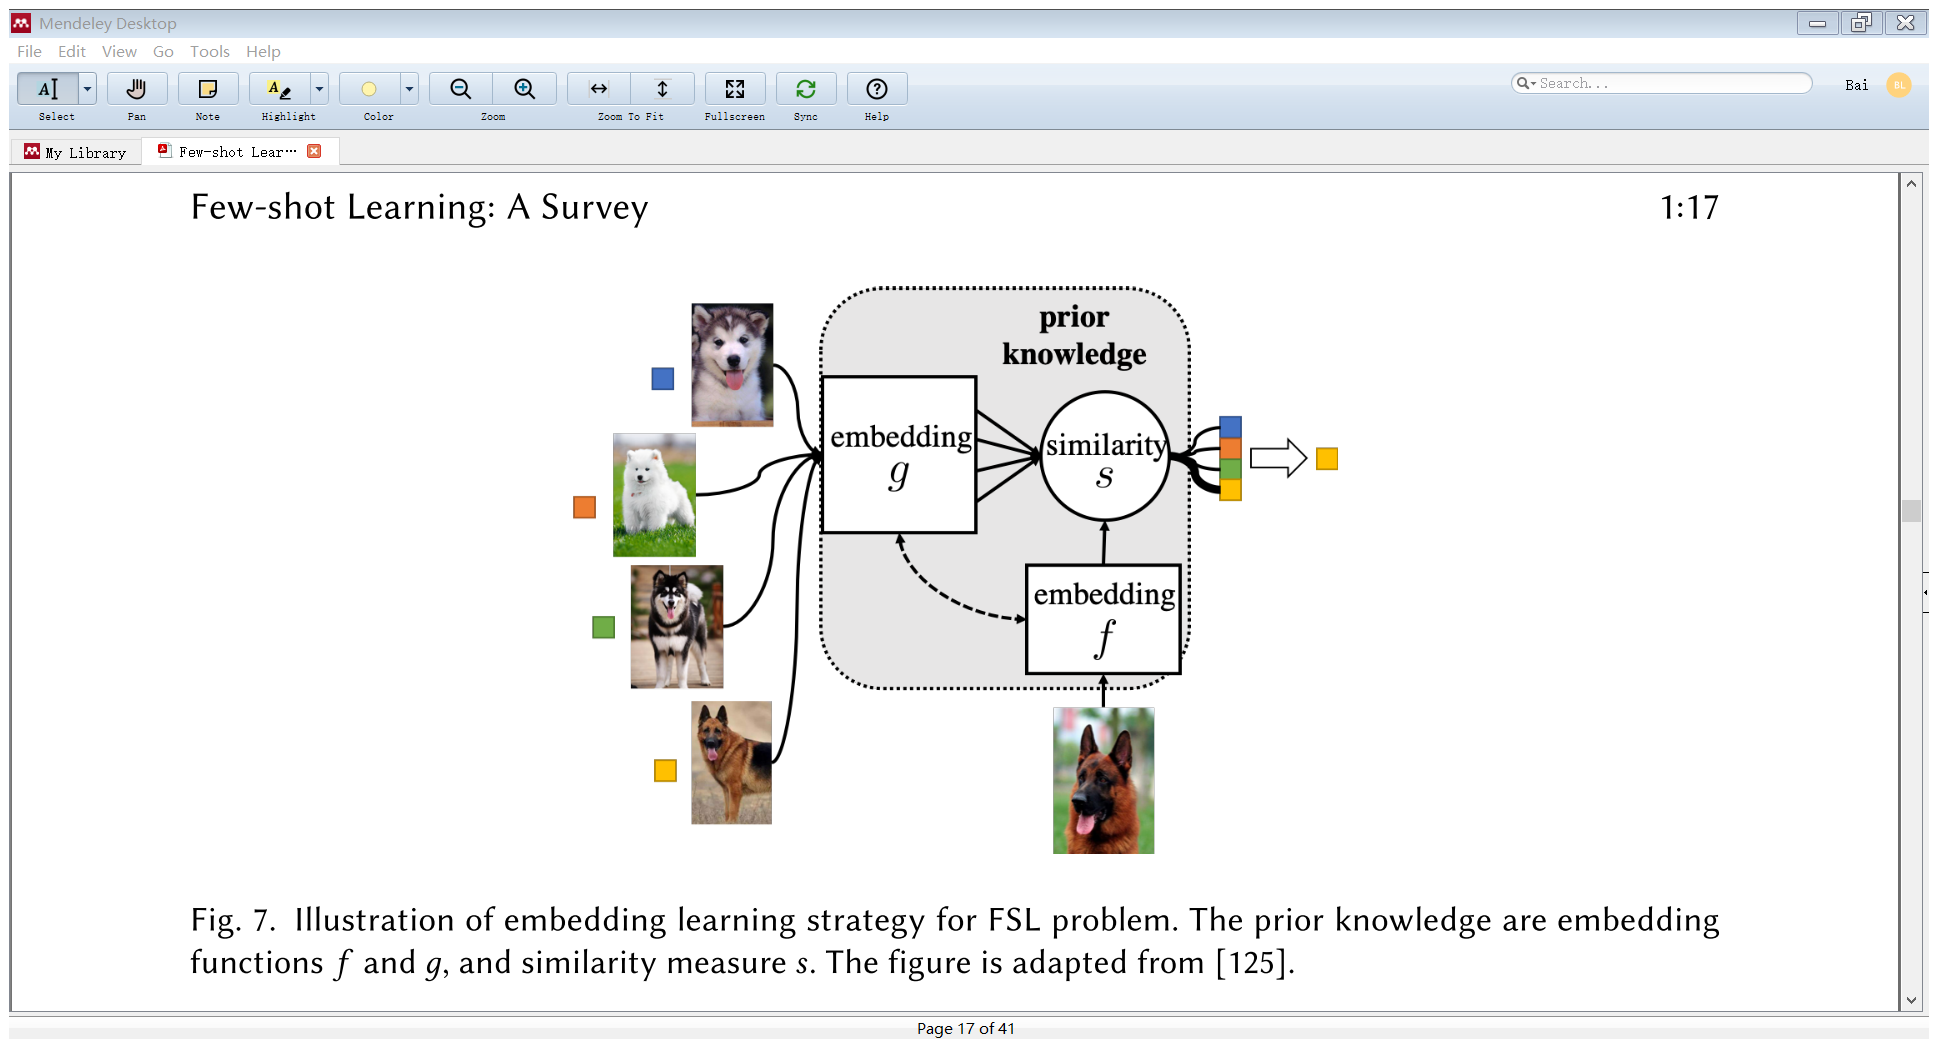 Mendeley Desktop
File Edit View Go Tools Help
Select Pan Note Highlight Color Zoom Zoom To Fit Fullscreen Sync Help
Search...
Bai
BL
My Library
Few-shot Lear…
Few-shot Learning: A Survey 1:17
prior
knowledge
embedding
g
similarity
s
embedding
f
Fig. 7. Illustration of embedding learning strategy for FSL problem. The prior knowledge are embedding
functions f and g, and similarity measure s. The figure is adapted from [125].
Page 17 of 41